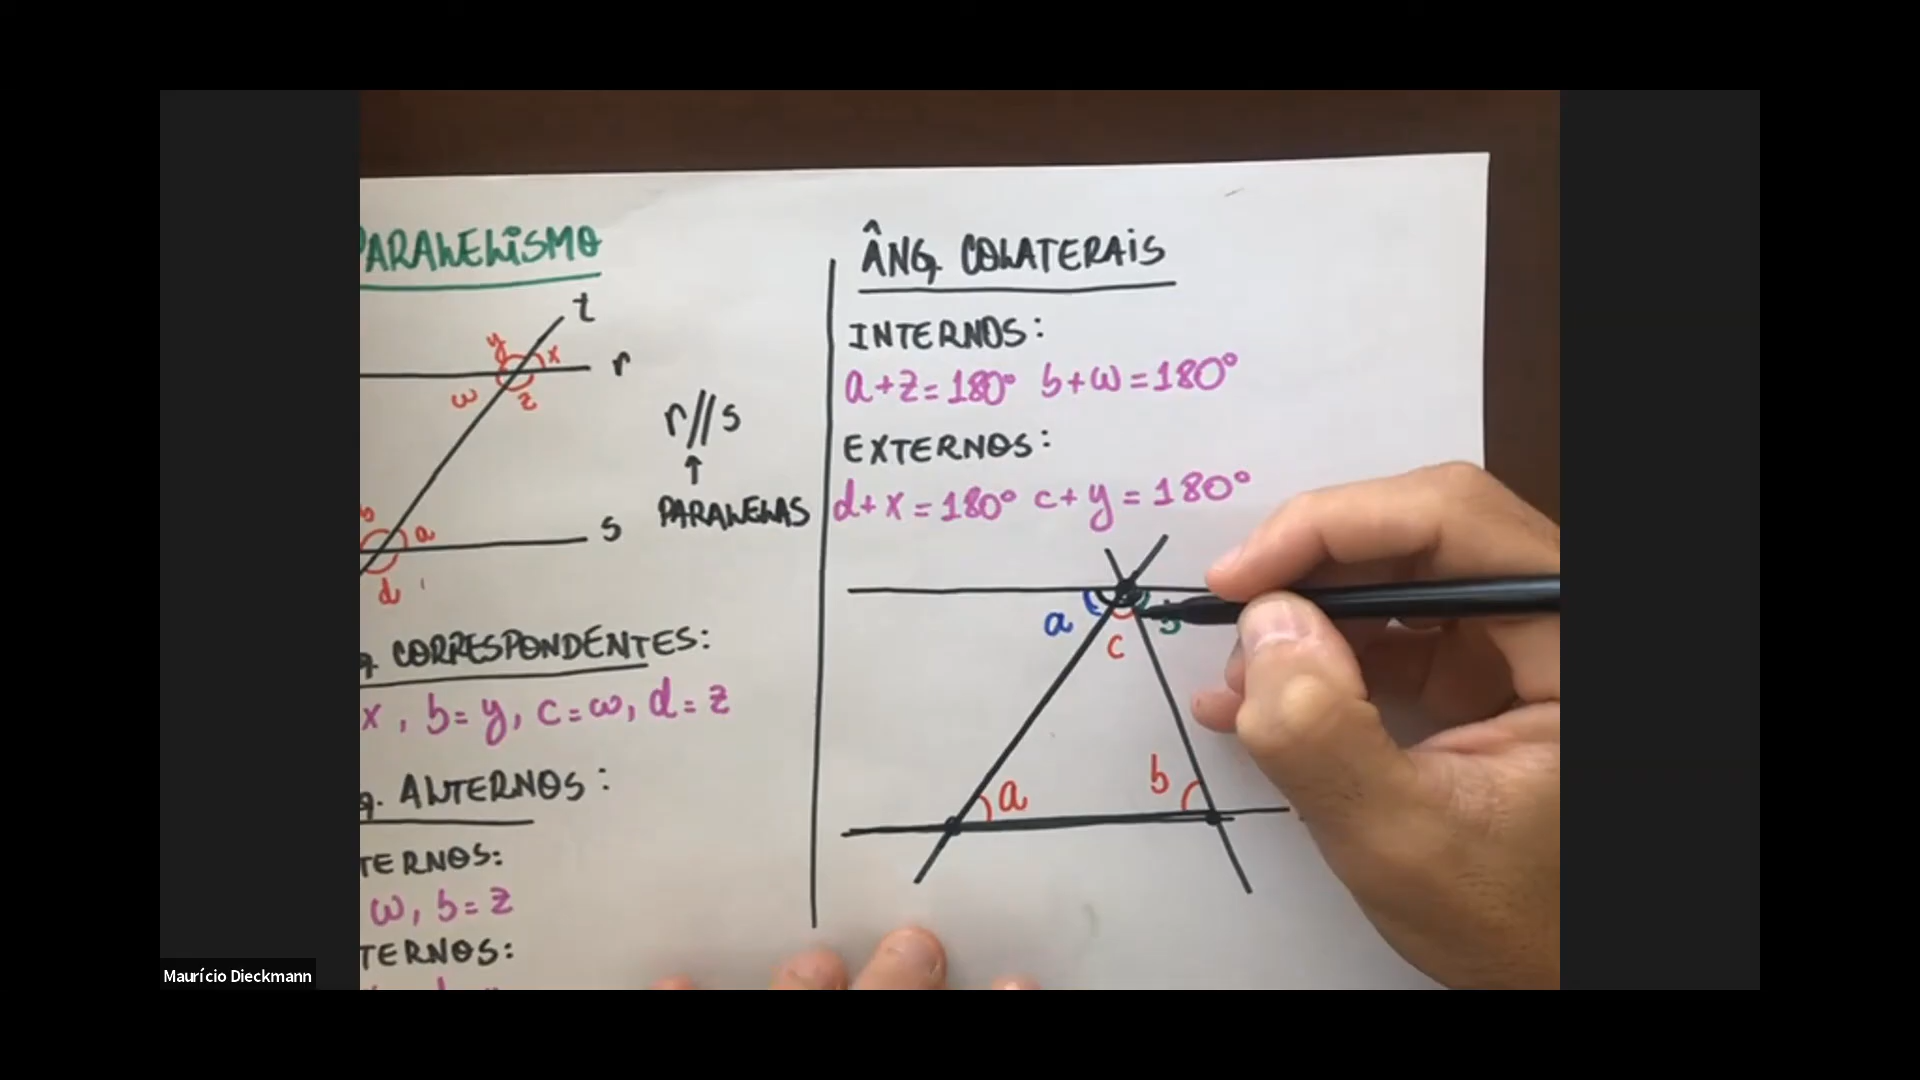 PARALELISMO
t
y
x
r
w
z
r//s
PARALELAS
b
a
s
d
CORRESPONDENTES:
x, b=y, c=w, d=z
ALTERNOS:
TERNOS:
w, b=z
TERNOS:
ÂNG. COLATERAIS
INTERNOS:
a+z=180° b+w=180°
EXTERNOS:
d+x=180° c+y=180°
a
b
c
a
b
Maurício Dieckmann